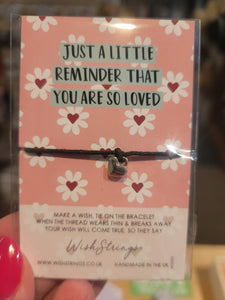 JUST A LITTLE
REMINDER THAT
YOU ARE SO LOVED
MAKE A WISH, TIE ON THE BRACELET
WHEN THE THREAD WEARS THIN & BREAKS AWAY
YOUR WISH WILL COME TRUE, SO THEY SAY
WishStrings
WWW.WISHSTRINGS.CO.UK HANDMADE IN THE UK